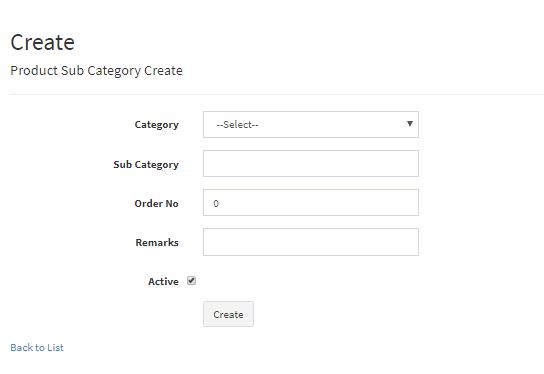 Create
Product Sub Category Create
Category --Select--
Sub Category
Order No 0
Remarks
Active
Create
Back to List